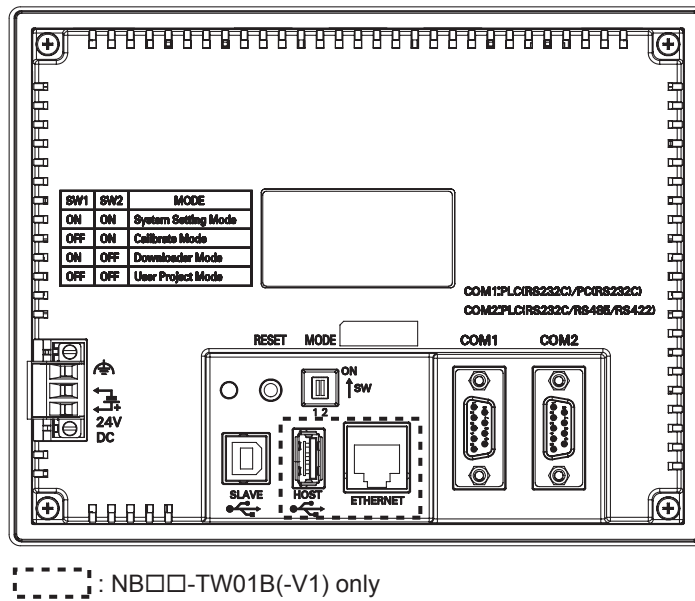 SW1 SW2 MODE
ON ON System Setting Mode
OFF ON Calibrate Mode
ON OFF Downloader Mode
OFF OFF User Project Mode
COM1:PLC(RS232C)/PC(RS232C)
COM2:PLC(RS232C/RS485/RS422)
RESET MODE COM1 COM2
ON
SW
1 2
24V
DC
SLAVE HOST ETHERNET
: NB□□-TW01B(-V1) only